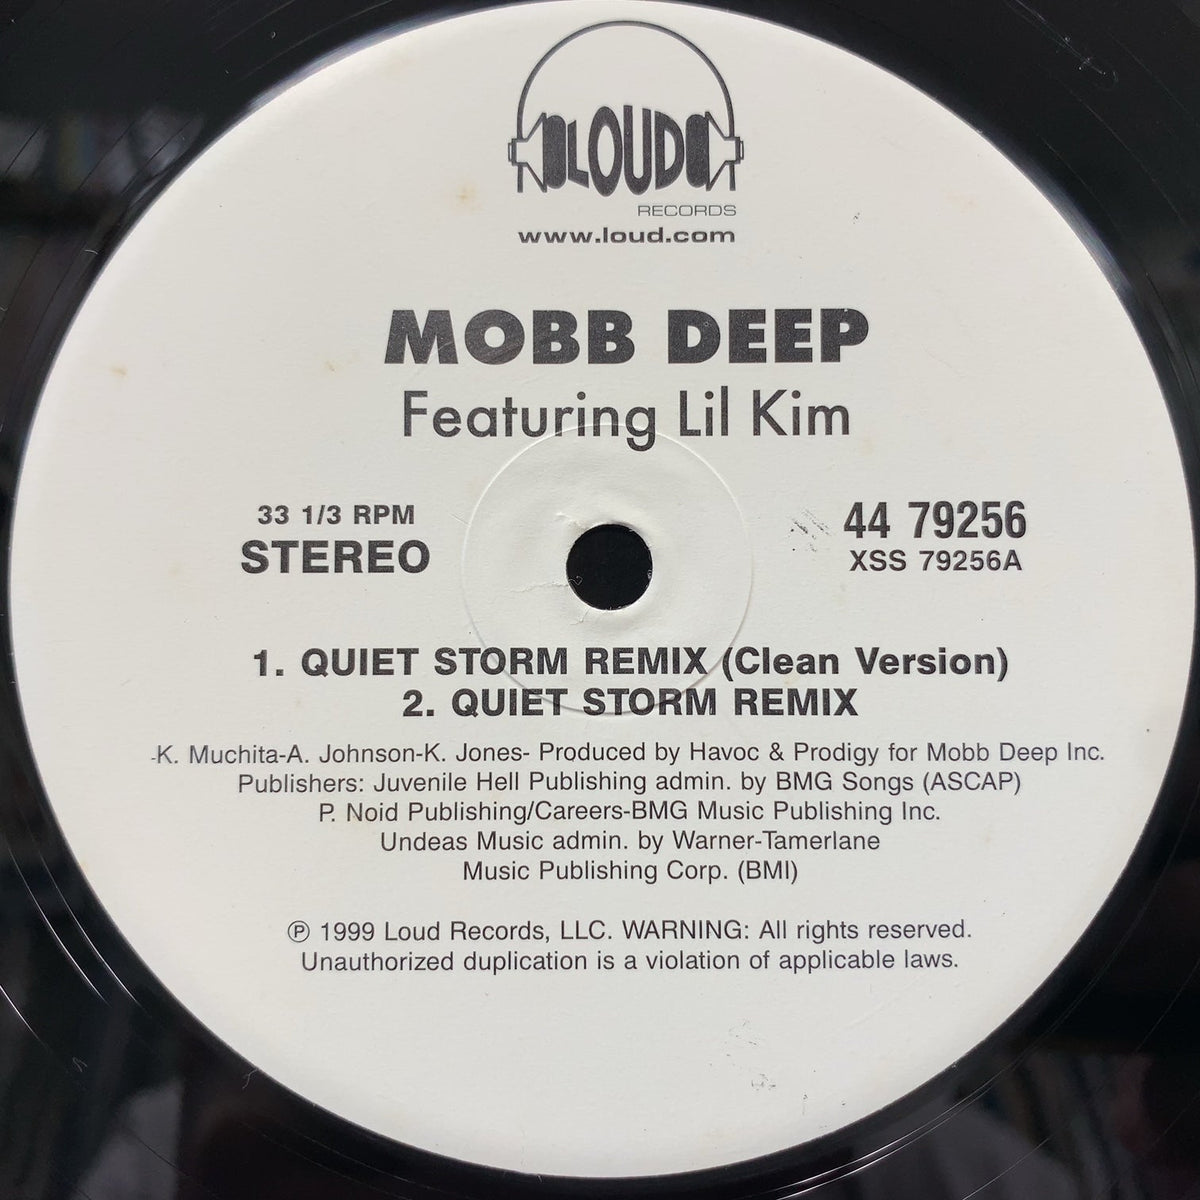 LOUD
RECORDS
www.loud.com
MOBB DEEP
Featuring Lil Kim
33 1/3 RPM
STEREO
44 79256
XSS 79256A
1. QUIET STORM REMIX (Clean Version)
2. QUIET STORM REMIX
-K. Muchita-A. Johnson-K. Jones- Produced by Havoc & Prodigy for Mobb Deep Inc.
Publishers: Juvenile Hell Publishing admin. by BMG Songs (ASCAP)
P. Noid Publishing/Careers-BMG Music Publishing Inc.
Undeas Music admin. by Warner-Tamerlane
Music Publishing Corp. (BMI)
℗ 1999 Loud Records, LLC. WARNING: All rights reserved.
Unauthorized duplication is a violation of applicable laws.